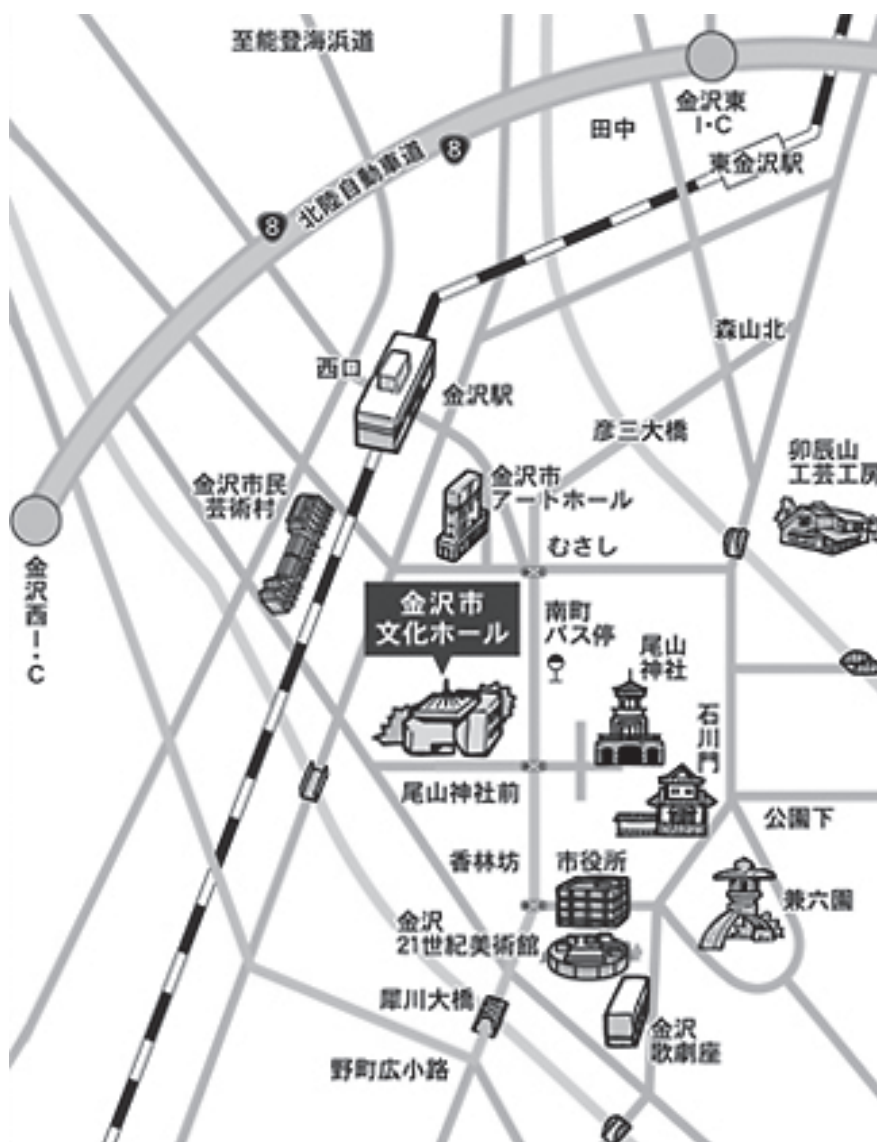 至能登海浜道
金沢東
I・C
田中
東金沢駅
8
北陸自動車道
8
森山北
西口
金沢駅
彦三大橋
卯辰山
工芸工房
金沢市民
芸術村
金沢市
アートホール
むさし
金沢西I・C
金沢市
文化ホール
南町
バス停
尾山
神社
石川門
尾山神社前
公園下
香林坊
市役所
兼六園
金沢
21世紀美術館
犀川大橋
金沢
歌劇座
野町広小路